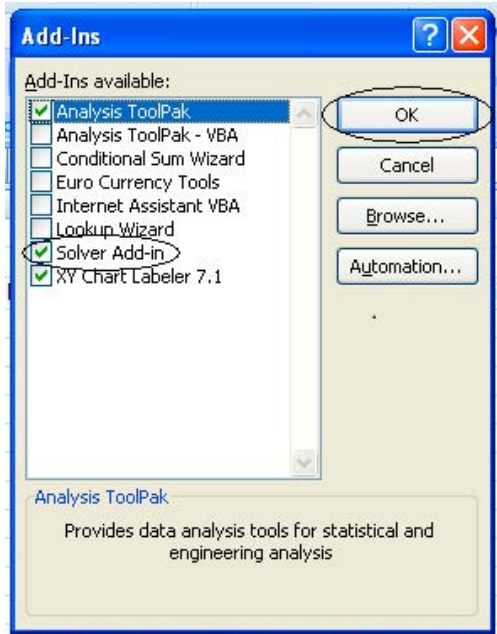 Add-Ins
Add-Ins available:
Analysis ToolPak
Analysis ToolPak - VBA
Conditional Sum Wizard
Euro Currency Tools
Internet Assistant VBA
Lookup Wizard
Solver Add-in
XY Chart Labeler 7.1
OK
Cancel
Browse...
Automation...
Analysis ToolPak
Provides data analysis tools for statistical and
engineering analysis